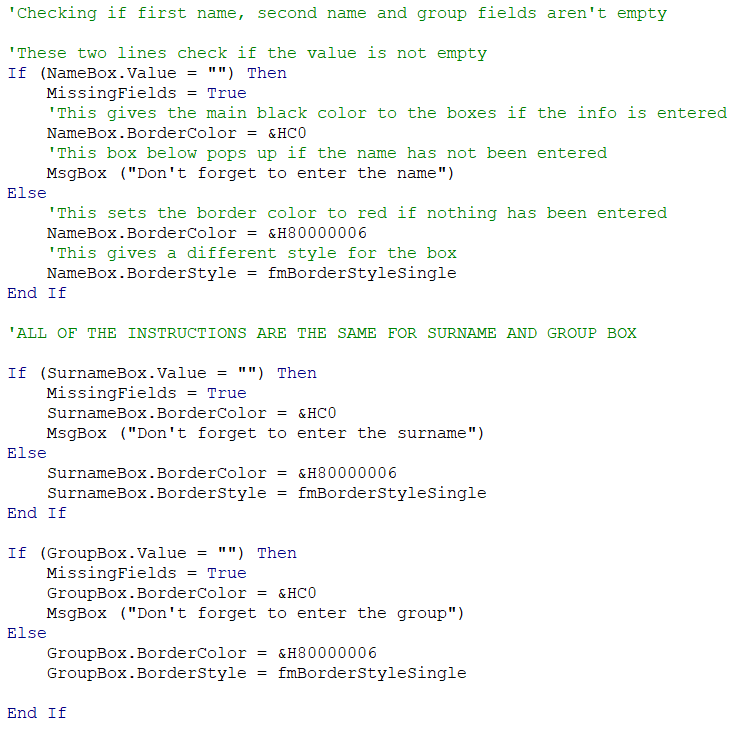 'Checking if first name, second name and group fields aren't empty
'These two lines check if the value is not empty
If (NameBox.Value = "") Then
MissingFields = True
'This gives the main black color to the boxes if the info is entered
NameBox.BorderColor = &HC0
'This box below pops up if the name has not been entered
MsgBox ("Don't forget to enter the name")
Else
'This sets the border color to red if nothing has been entered
NameBox.BorderColor = &H80000006
'This gives a different style for the box
NameBox.BorderStyle = fmBorderStyleSingle
End If
'ALL OF THE INSTRUCTIONS ARE THE SAME FOR SURNAME AND GROUP BOX
If (SurnameBox.Value = "") Then
MissingFields = True
SurnameBox.BorderColor = &HC0
MsgBox ("Don't forget to enter the surname")
Else
SurnameBox.BorderColor = &H80000006
SurnameBox.BorderStyle = fmBorderStyleSingle
End If
If (GroupBox.Value = "") Then
MissingFields = True
GroupBox.BorderColor = &HC0
MsgBox ("Don't forget to enter the group")
Else
GroupBox.BorderColor = &H80000006
GroupBox.BorderStyle = fmBorderStyleSingle
End If